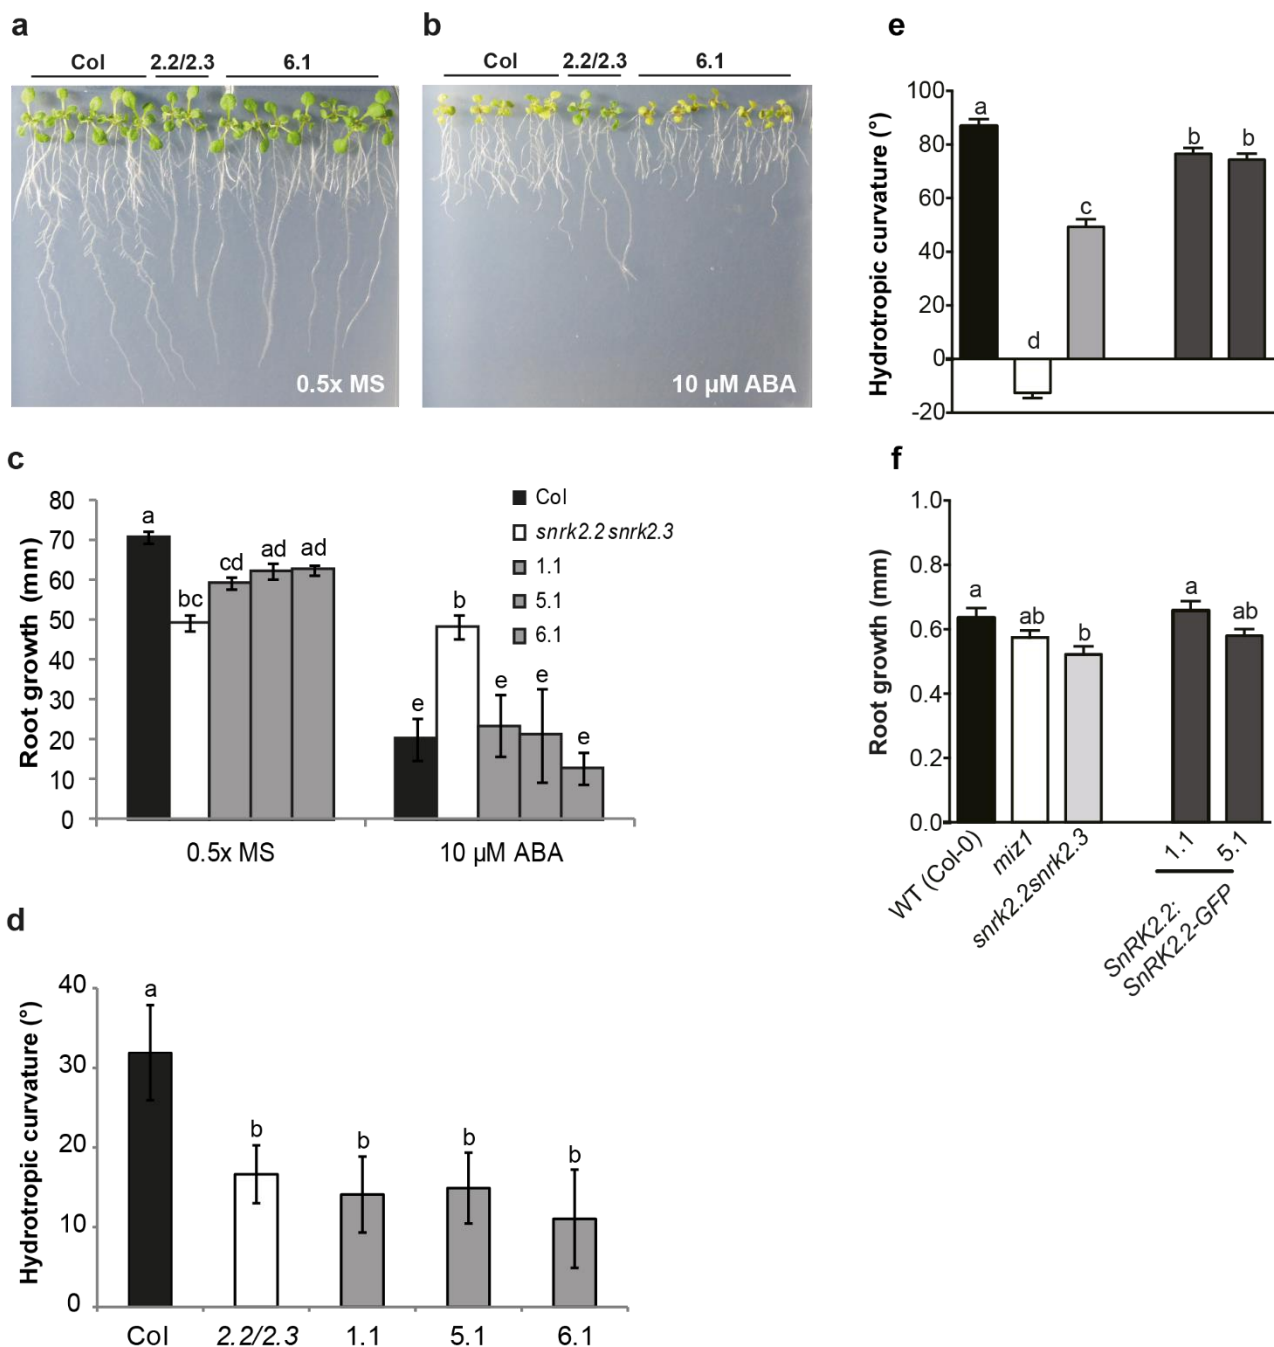 a
Col 2.2/2.3 6.1
0.5x MS
b
Col 2.2/2.3 6.1
10 µM ABA
c
Root growth (mm)
80
70
60
50
40
30
20
10
0
a
bc
cd
ad
ad
e
b
e
e
e
Col
snrk2.2 snrk2.3
1.1
5.1
6.1
0.5x MS 10 µM ABA
d
Hydrotropic curvature (°)
40
30
20
10
0
a
b
b
b
b
Col 2.2/2.3 1.1 5.1 6.1
e
Hydrotropic curvature (°)
100
80
60
40
20
0
-20
a
d
c
b
b
f
Root growth (mm)
1.0
0.8
0.6
0.4
0.2
0.0
a
ab
b
a
ab
WT (Col-0)
miz1
snrk2.2snrk2.3
1.1
5.1
SnRK2.2:
SnRK2.2-GFP